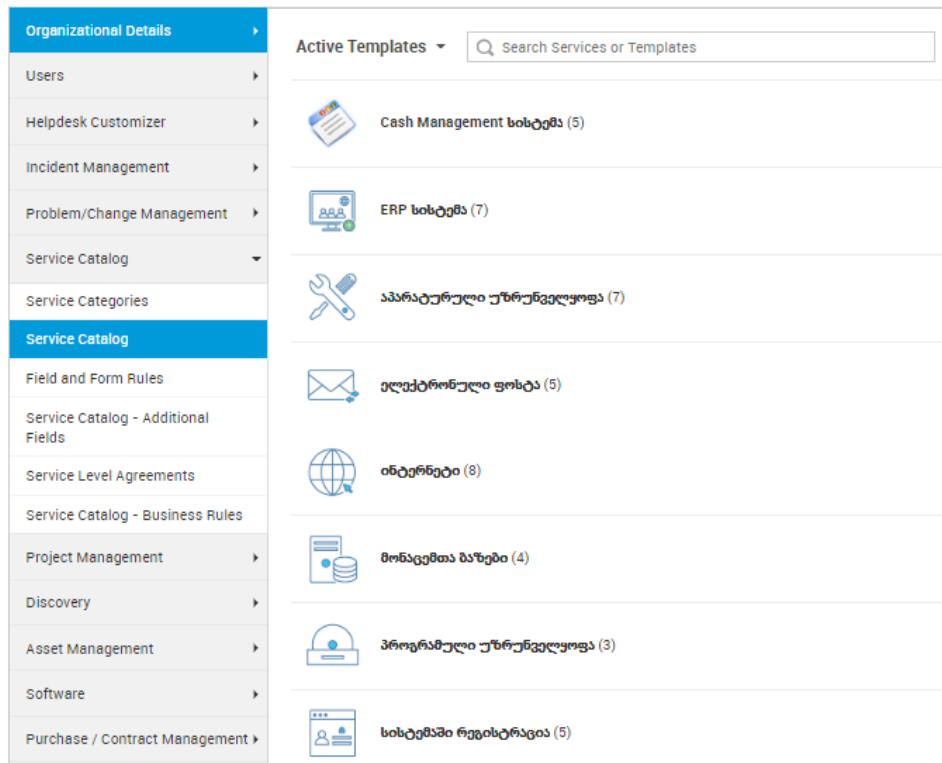 Organizational Details
Users
Helpdesk Customizer
Incident Management
Problem/Change Management
Service Catalog
Service Categories
Service Catalog
Field and Form Rules
Service Catalog - Additional
Fields
Service Level Agreements
Service Catalog - Business Rules
Project Management
Discovery
Asset Management
Software
Purchase / Contract Management
Active Templates
Search Services or Templates
Cash Management სისტემა (5)
ERP სისტემა (7)
აპარატურული უზრუნველყოფა (7)
ელექტრონული ფოსტა (5)
ინტერნეტი (8)
მონაცემთა ბაზები (4)
პროგრამული უზრუნველყოფა (3)
სისტემაში რეგისტრაცია (5)